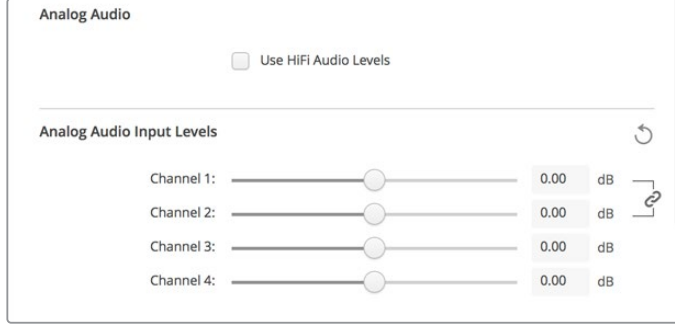 Analog Audio
Use HiFi Audio Levels
Analog Audio Input Levels
Channel 1: 0.00 dB
Channel 2: 0.00 dB
Channel 3: 0.00 dB
Channel 4: 0.00 dB